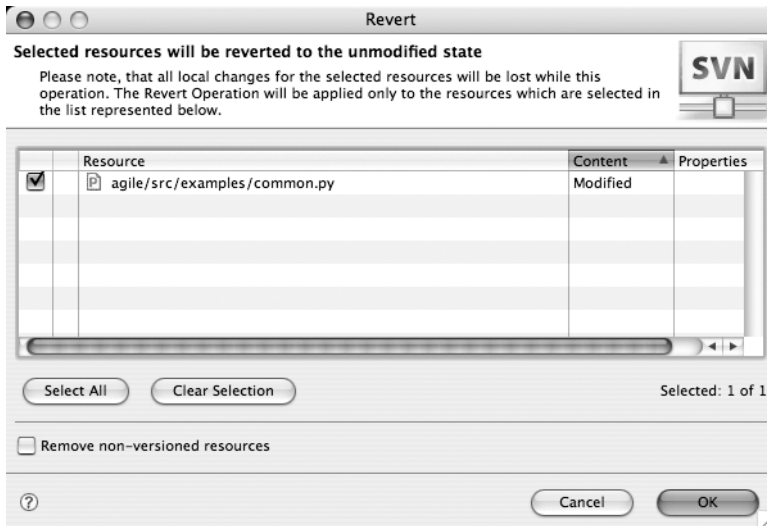 Revert
Selected resources will be reverted to the unmodified state
Please note, that all local changes for the selected resources will be lost while this
operation. The Revert Operation will be applied only to the resources which are selected in
the list represented below.
SVN
Resource Content Properties
P agile/src/examples/common.py Modified
Select All Clear Selection Selected: 1 of 1
Remove non-versioned resources
? Cancel OK